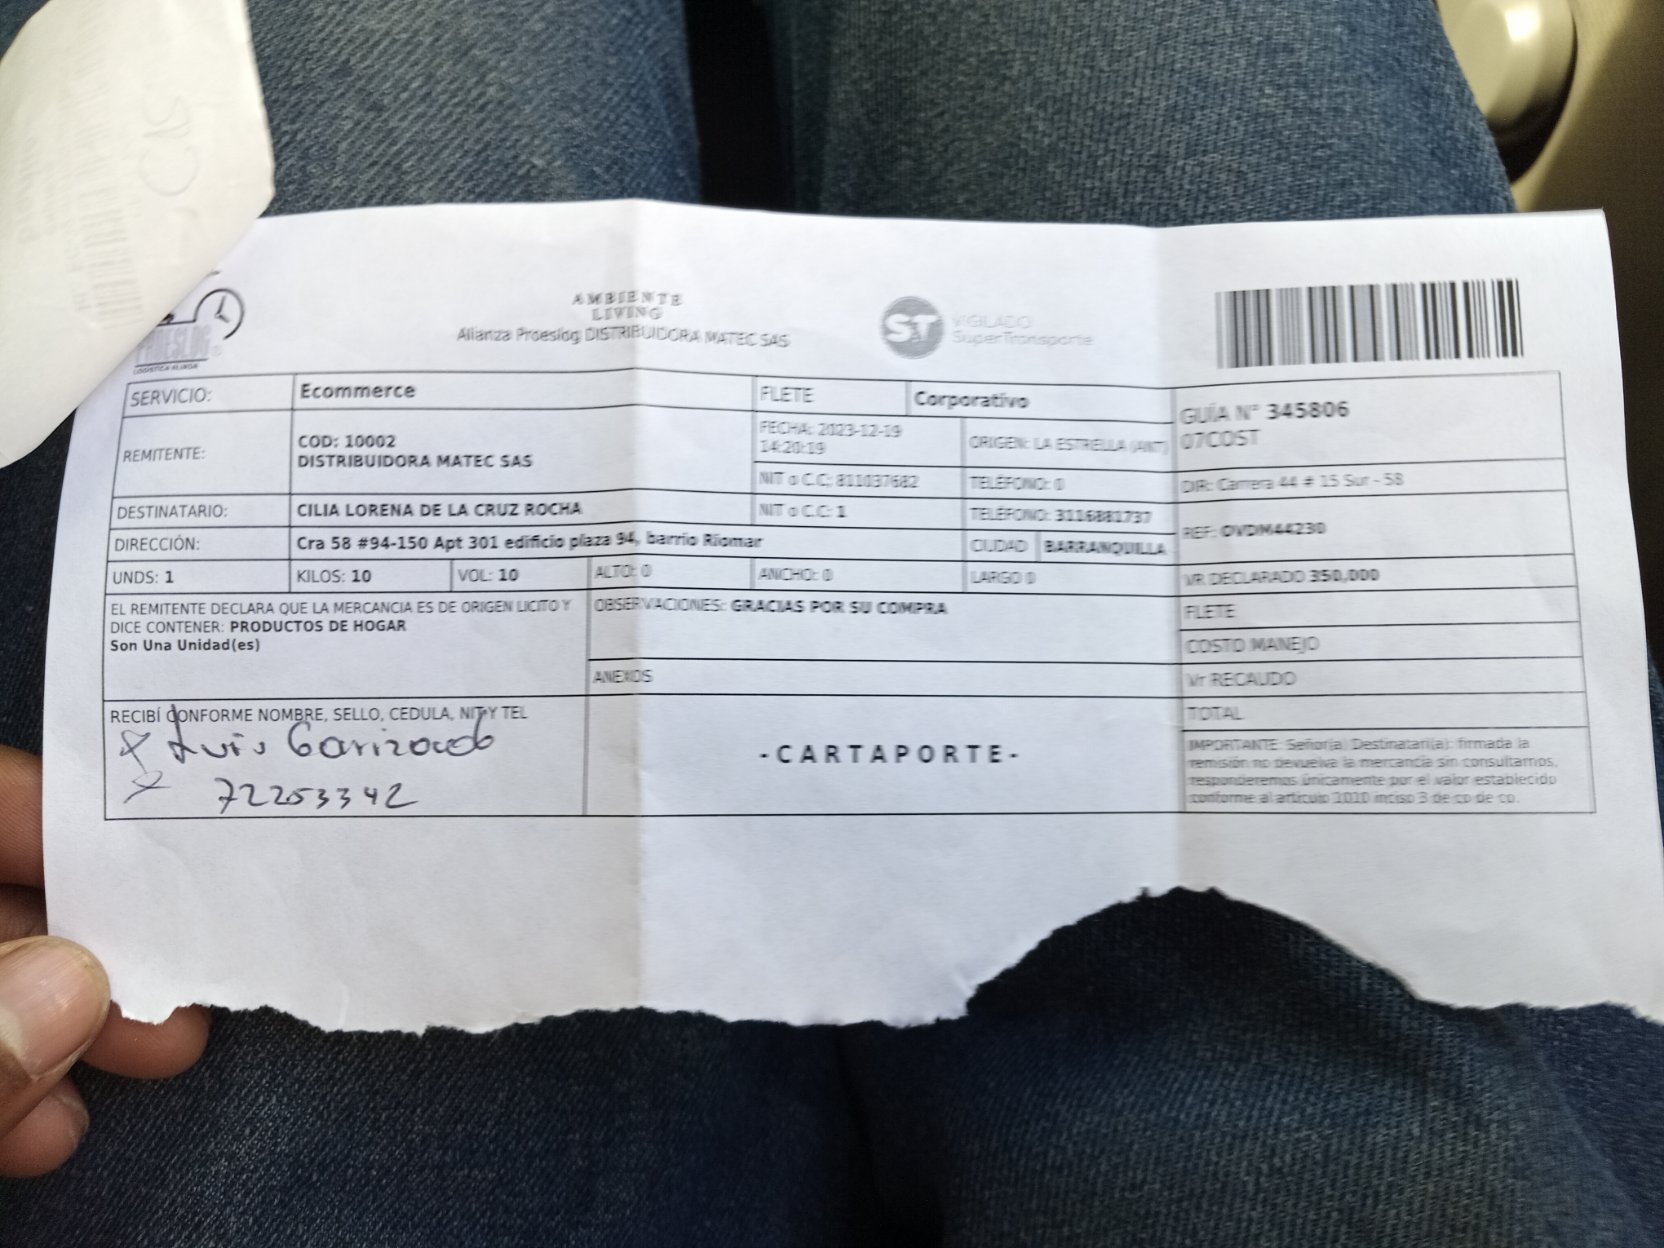 PROESLOG
LOGISTICA ALIADA
AMBIENTE
LIVING
Alianza Proeslog DISTRIBUIDORA MATEC SAS
ST
VIGILADO
SuperTransporte
SERVICIO: Ecommerce FLETE Corporativo
GUÍA N° 345806
07COST
REMITENTE: COD: 10002
DISTRIBUIDORA MATEC SAS
FECHA: 2023-12-19
14:20:19
ORIGEN: LA ESTRELLA (ANT)
NIT o C.C: 811037682 TELÉFONO: 0 DIR: Carrera 44 # 15 Sur - 58
DESTINATARIO: CILIA LORENA DE LA CRUZ ROCHA NIT o C.C: 1 TELÉFONO: 3116881737
REF: OVDM44230
DIRECCIÓN: Cra 58 #94-150 Apt 301 edificio plaza 94, barrio Riomar CIUDAD BARRANQUILLA
UNDS: 1 KILOS: 10 VOL: 10 ALTO: 0 ANCHO: 0 LARGO 0 VR DECLARADO 350,000
EL REMITENTE DECLARA QUE LA MERCANCIA ES DE ORIGEN LICITO Y
DICE CONTENER: PRODUCTOS DE HOGAR
Son Una Unidad(es)
OBSERVACIONES: GRACIAS POR SU COMPRA
FLETE
COSTO MANEJO
ANEXOS
Vr RECAUDO
RECIBÍ CONFORME NOMBRE, SELLO, CEDULA, NIT Y TEL
TOTAL
Luis
72253342
-CARTAPORTE-
IMPORTANTE: Señor(a) Destinatari(a): firmada la
remisión no devuelva la mercancía sin consultarnos,
responderemos únicamente por el valor establecido
conforme al artículo 1010 inciso 3 de co de co.